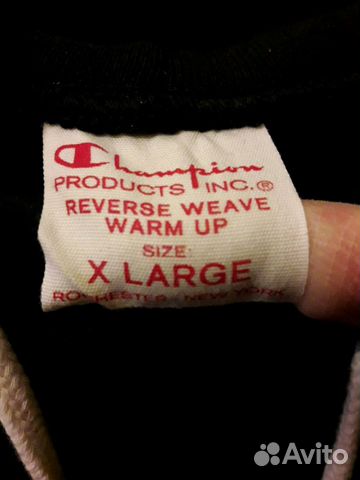 Champion
PRODUCTS INC.®
REVERSE WEAVE
WARM UP
SIZE:
X LARGE
ROCHESTER - NEW YORK
Avito